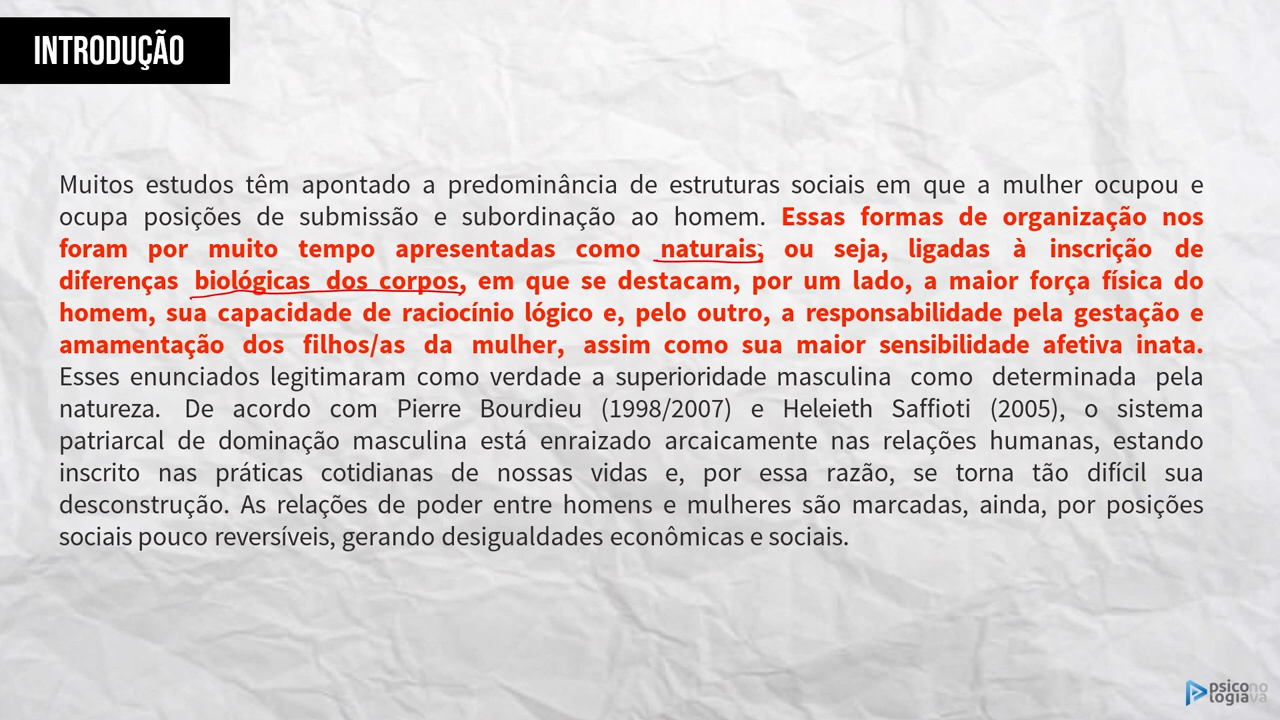 INTRODUÇÃO
Muitos estudos têm apontado a predominância de estruturas sociais em que a mulher ocupou e
ocupa posições de submissão e subordinação ao homem. Essas formas de organização nos
foram por muito tempo apresentadas como naturais, ou seja, ligadas à inscrição de
diferenças biológicas dos corpos, em que se destacam, por um lado, a maior força física do
homem, sua capacidade de raciocínio lógico e, pelo outro, a responsabilidade pela gestação e
amamentação dos filhos/as da mulher, assim como sua maior sensibilidade afetiva inata.
Esses enunciados legitimaram como verdade a superioridade masculina como determinada pela
natureza. De acordo com Pierre Bourdieu (1998/2007) e Heleieth Saffioti (2005), o sistema
patriarcal de dominação masculina está enraizado arcaicamente nas relações humanas, estando
inscrito nas práticas cotidianas de nossas vidas e, por essa razão, se torna tão difícil sua
desconstrução. As relações de poder entre homens e mulheres são marcadas, ainda, por posições
sociais pouco reversíveis, gerando desigualdades econômicas e sociais.
psicono
logiava